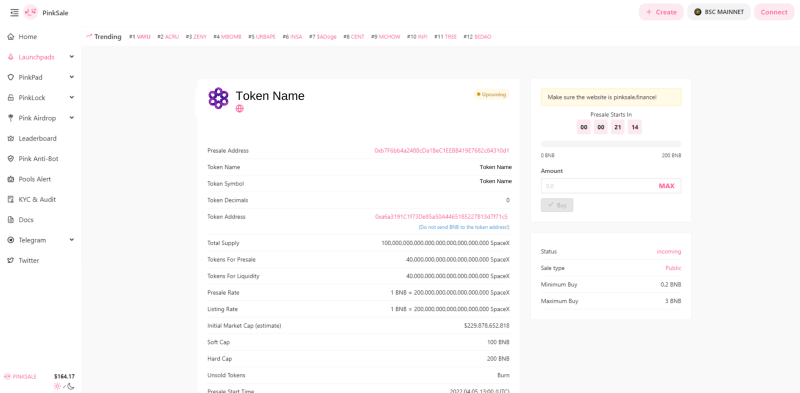 PinkSale
Create
BSC MAINNET
Connect
Home
Launchpads
PinkPad
PinkLock
Pink Airdrop
Leaderboard
Pink Anti-Bot
Pools Alert
KYC & Audit
Docs
Telegram
Twitter
PINKSALE $164.17
Trending #1 VAYU #2 ACRU #3 ZENY #4 MBOMB #5 URBAPE #6 INSA #7 $ADoge #8 CENT #9 MCHOW #10 INFI #11 TREE #12 BEDAO
Token Name
Upcoming
Presale Address
Token Name Token Name
Token Symbol Token Name
Token Decimals 0
Token Address
(Do not send BNB to the token address!)
Total Supply 100,000,000,000,000,000,000,000,000 SpaceX
Tokens For Presale 40,000,000,000,000,000,000,000,000 SpaceX
Tokens For Liquidity 40,000,000,000,000,000,000,000,000 SpaceX
Presale Rate 1 BNB = 200,000,000,000,000,000,000,000 SpaceX
Listing Rate 1 BNB = 200,000,000,000,000,000,000,000 SpaceX
Initial Market Cap (estimate) $229,878,652,818
Soft Cap 100 BNB
Hard Cap 200 BNB
Unsold Tokens Burn
Presale Start Time 2022.04.05 13:00 (UTC)
Make sure the website is pinksale.finance!
Presale Starts In
00 00 21 14
0 BNB 200 BNB
Amount
0.0 MAX
Buy
Status incoming
Sale type Public
Minimum Buy 0.2 BNB
Maximum Buy 3 BNB